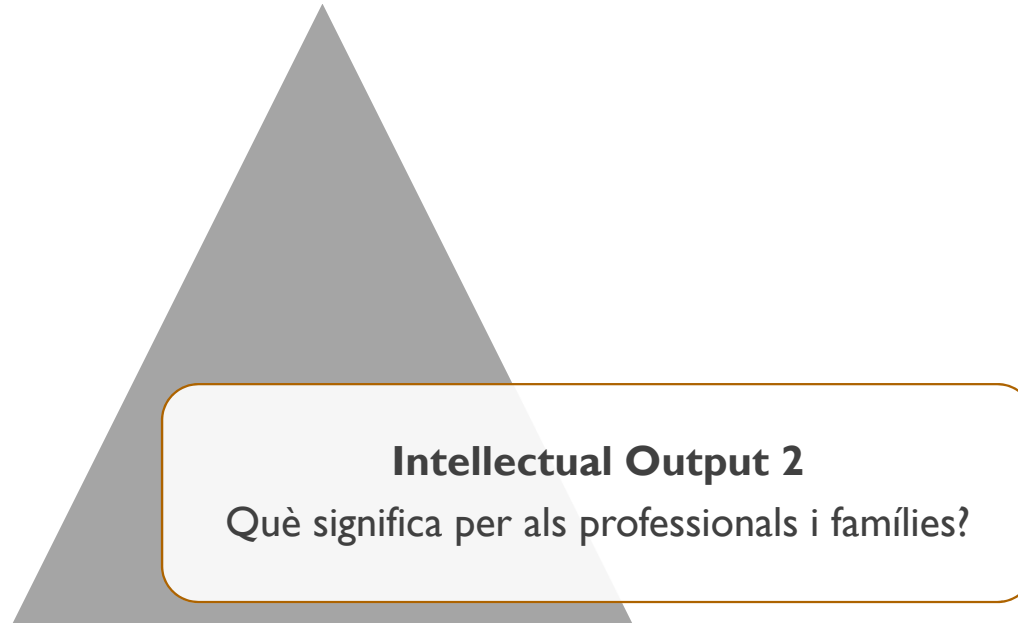 Intellectual Output 2
Què significa per als professionals i famílies?